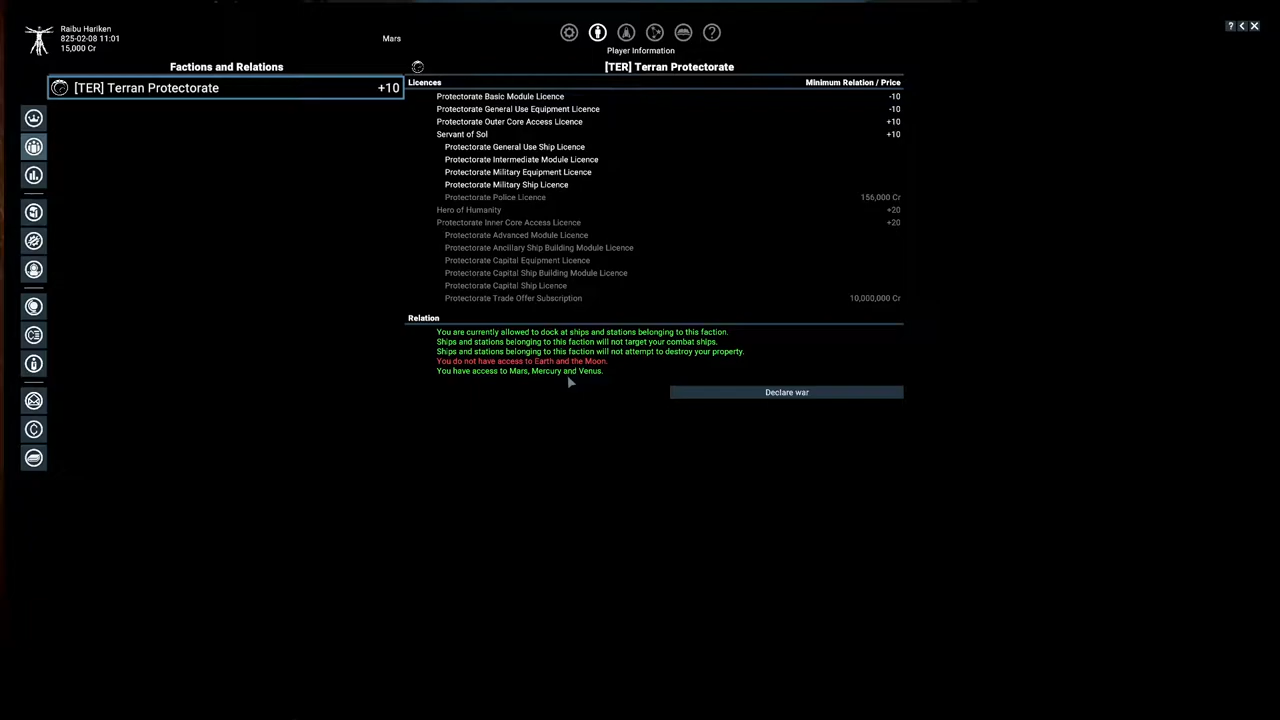 Raibu Hariken
825-02-08 11:01
15,000 Cr
Mars
?
? < X
Player Information
Factions and Relations
[TER] Terran Protectorate +10
[TER] Terran Protectorate
Licences Minimum Relation / Price
Protectorate Basic Module Licence -10
Protectorate General Use Equipment Licence -10
Protectorate Outer Core Access Licence +10
Servant of Sol +10
Protectorate General Use Ship Licence
Protectorate Intermediate Module Licence
Protectorate Military Equipment Licence
Protectorate Military Ship Licence
Protectorate Police Licence 156,000 Cr
Hero of Humanity +20
Protectorate Inner Core Access Licence +20
Protectorate Advanced Module Licence
Protectorate Ancillary Ship Building Module Licence
Protectorate Capital Equipment Licence
Protectorate Capital Ship Building Module Licence
Protectorate Capital Ship Licence
Protectorate Trade Offer Subscription 10,000,000 Cr
Relation
You are currently allowed to dock at ships and stations belonging to this faction.
Ships and stations belonging to this faction will not target your combat ships.
Ships and stations belonging to this faction will not attempt to destroy your property.
You do not have access to Earth and the Moon.
You have access to Mars, Mercury and Venus.
Declare war